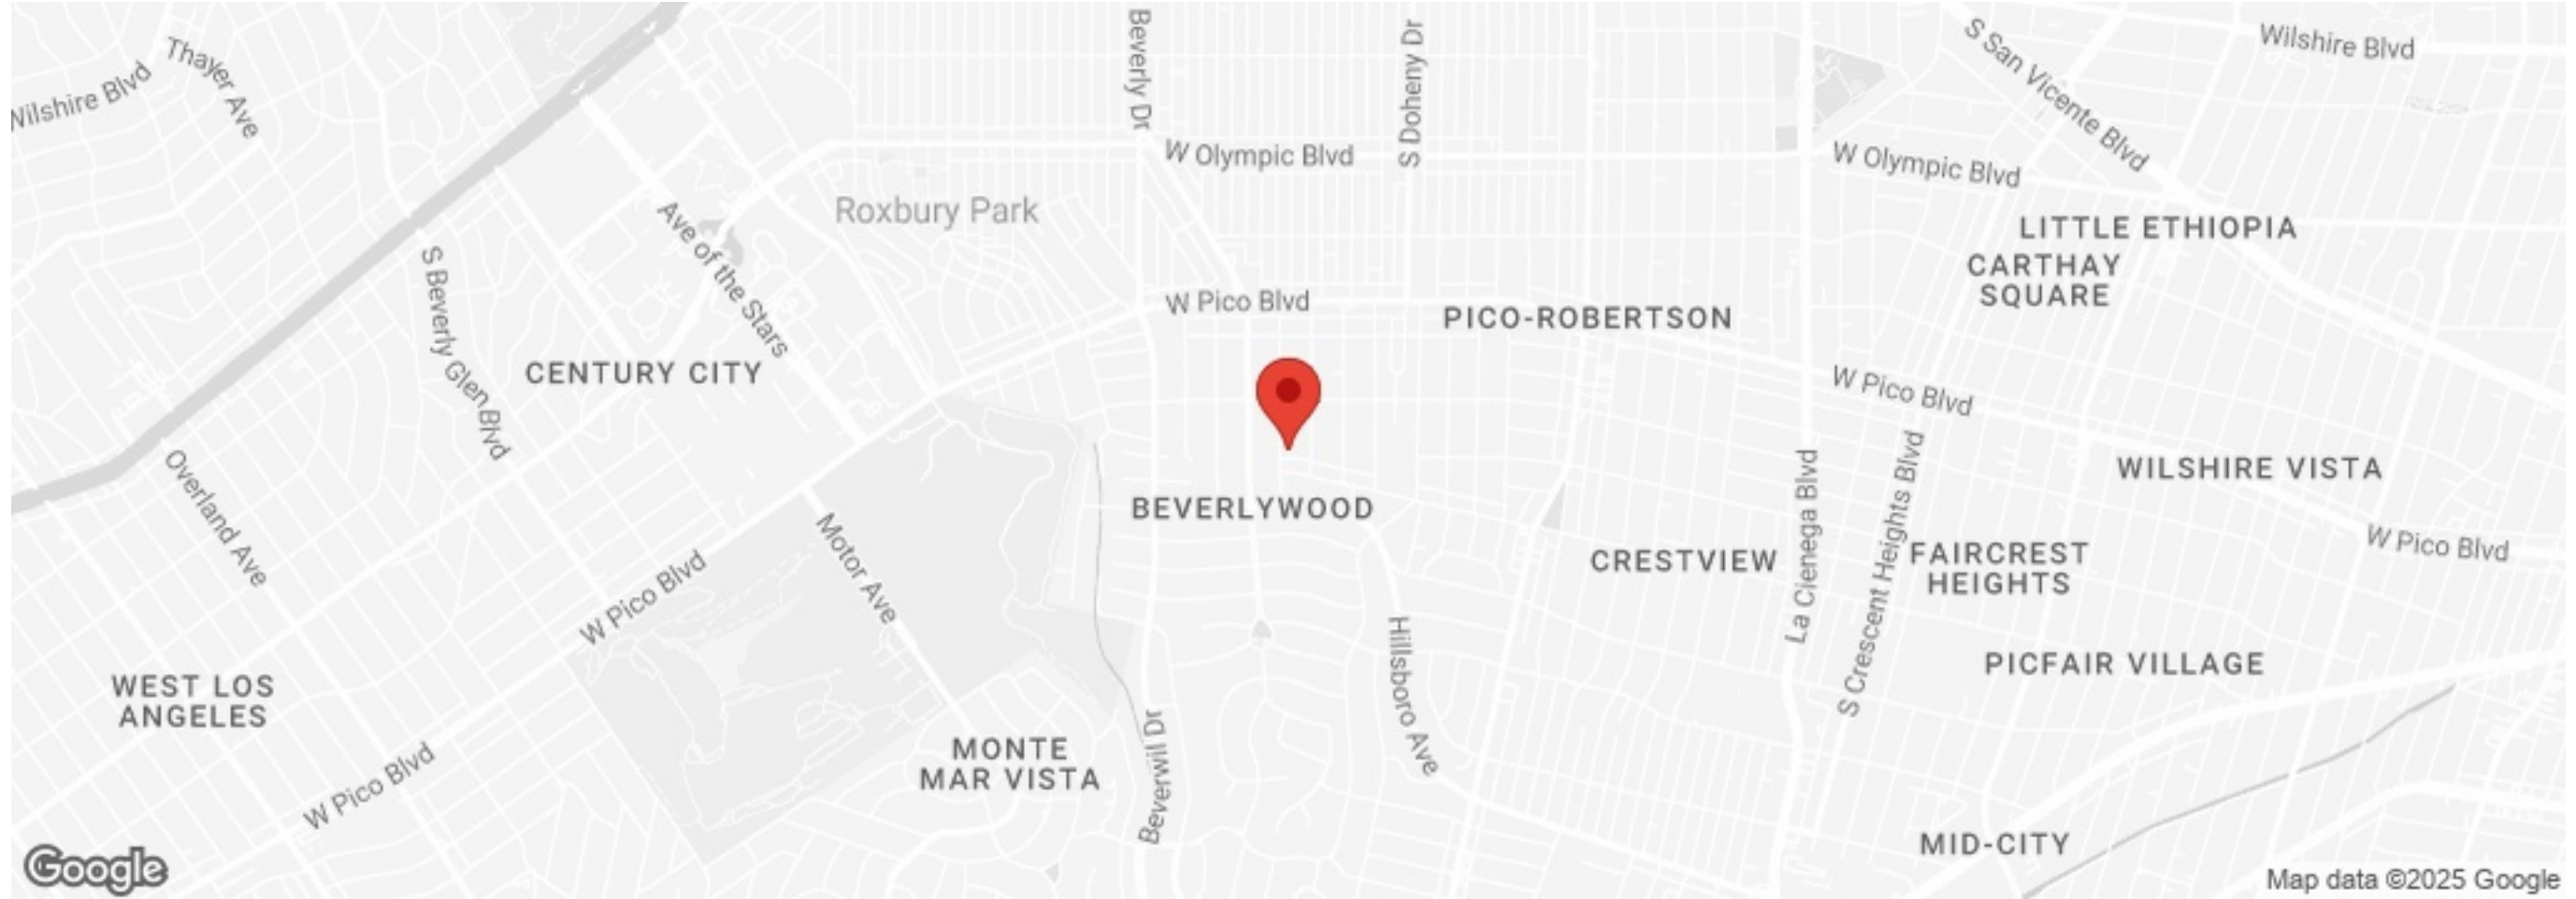 Wilshire Blvd
Thayer Ave
Beverly Dr
S Doheny Dr
S San Vicente Blvd
Wilshire Blvd
W Olympic Blvd
W Olympic Blvd
Roxbury Park
Ave of the Stars
LITTLE ETHIOPIA
CARTHAY
SQUARE
S Beverly Glen Blvd
W Pico Blvd
PICO-ROBERTSON
CENTURY CITY
W Pico Blvd
Overland Ave
BEVERLYWOOD
WILSHIRE VISTA
Motor Ave
W Pico Blvd
CRESTVIEW
La Cienega Blvd
S Crescent Heights Blvd
FAIRCREST
HEIGHTS
W Pico Blvd
Hillsboro Ave
PICFAIR VILLAGE
WEST LOS
ANGELES
W Pico Blvd
MONTE
MAR VISTA
Beverwil Dr
MID-CITY
Google
Map data ©2025 Google